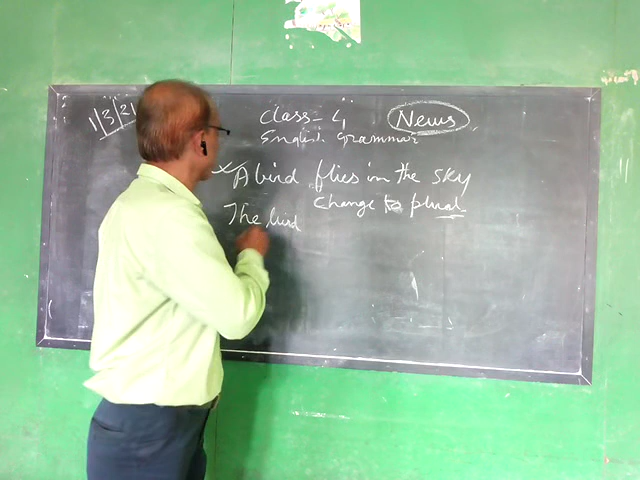 1/3/21
class - 4
News
English Grammar
A bird flies in the sky
change to plural
The bird